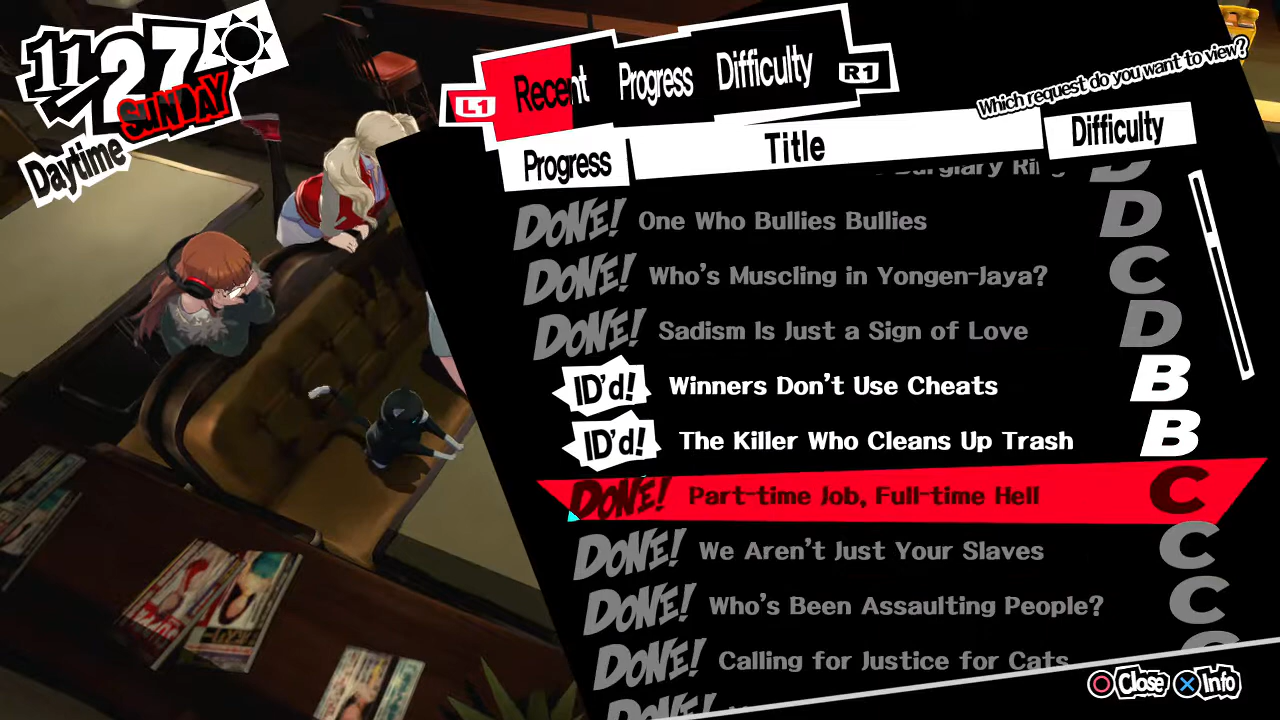 11/27
SUNDAY
Daytime
L1 Recent Progress Difficulty R1
Which request do you want to view?
Progress Title Difficulty
Burglary Ring D
DONE! One Who Bullies Bullies D
DONE! Who's Muscling in Yongen-Jaya? C
DONE! Sadism Is Just a Sign of Love D
ID'd! Winners Don't Use Cheats B
ID'd! The Killer Who Cleans Up Trash B
DONE! Part-time Job, Full-time Hell C
DONE! We Aren't Just Your Slaves C
DONE! Who's Been Assaulting People? C
DONE! Calling for Justice for Cats
Close Info